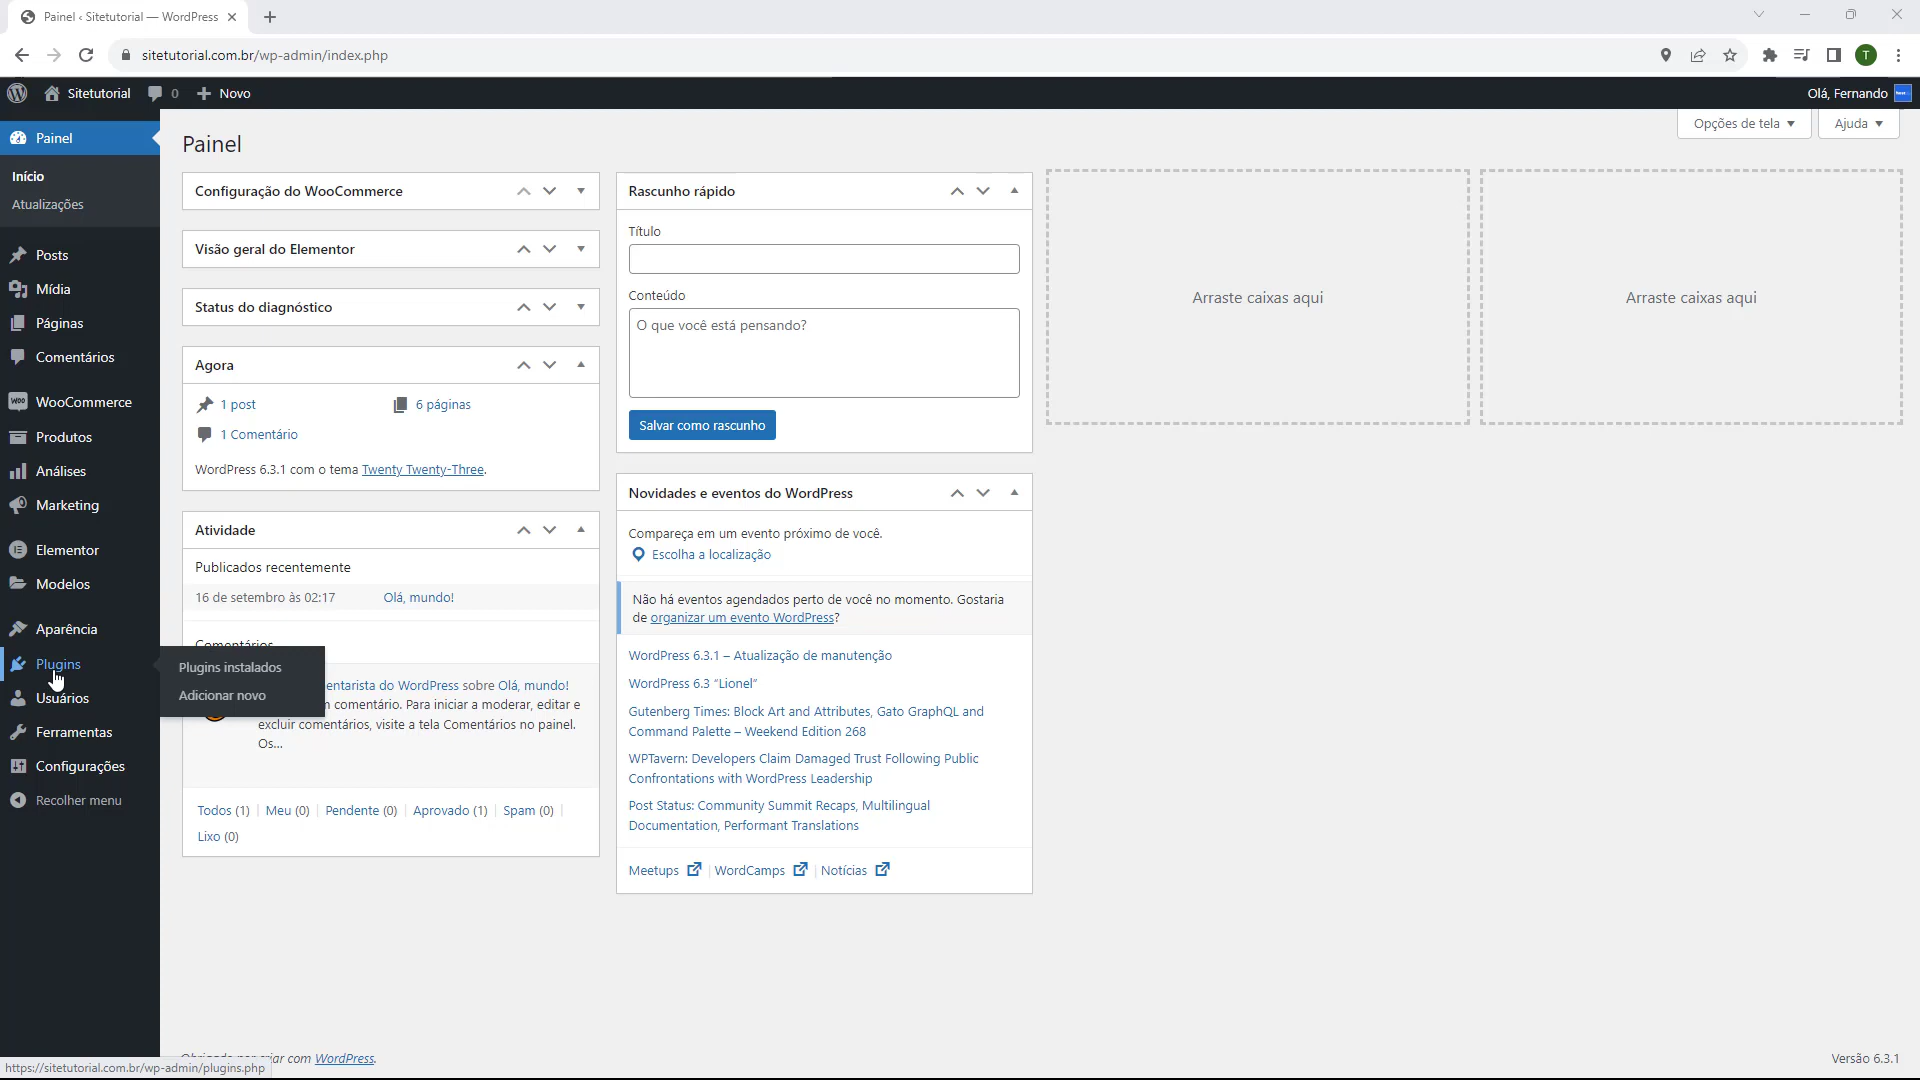 Painel ‹ Sitetutorial — WordPress
sitetutorial.com.br/wp-admin/index.php
T
Sitetutorial
0
Novo
Olá, Fernando
Painel
Início
Atualizações
Posts
Mídia
Páginas
Comentários
WooCommerce
Produtos
Análises
Marketing
Elementor
Modelos
Aparência
Plugins
Usuários
Ferramentas
Configurações
Recolher menu
Plugins instalados
Adicionar novo
Opções de tela
Ajuda
Painel
Configuração do WooCommerce
Visão geral do Elementor
Status do diagnóstico
Agora
1 post
6 páginas
1 Comentário
WordPress 6.3.1 com o tema Twenty Twenty-Three.
Atividade
Publicados recentemente
16 de setembro às 02:17 Olá, mundo!
Comentários
entarista do WordPress sobre Olá, mundo!
comentário. Para iniciar a moderar, editar e
excluir comentários, visite a tela Comentários no painel.
Os...
Todos (1) | Meu (0) | Pendente (0) | Aprovado (1) | Spam (0) |
Lixo (0)
Rascunho rápido
Título
Conteúdo
O que você está pensando?
Salvar como rascunho
Novidades e eventos do WordPress
Compareça em um evento próximo de você.
Escolha a localização
Não há eventos agendados perto de você no momento. Gostaria
de organizar um evento WordPress?
WordPress 6.3.1 – Atualização de manutenção
WordPress 6.3 “Lionel”
Gutenberg Times: Block Art and Attributes, Gato GraphQL and
Command Palette – Weekend Edition 268
WPTavern: Developers Claim Damaged Trust Following Public
Confrontations with WordPress Leadership
Post Status: Community Summit Recaps, Multilingual
Documentation, Performant Translations
Meetups | WordCamps | Notícias
Arraste caixas aqui
Arraste caixas aqui
criar com WordPress.
Versão 6.3.1
https://sitetutorial.com.br/wp-admin/plugins.php